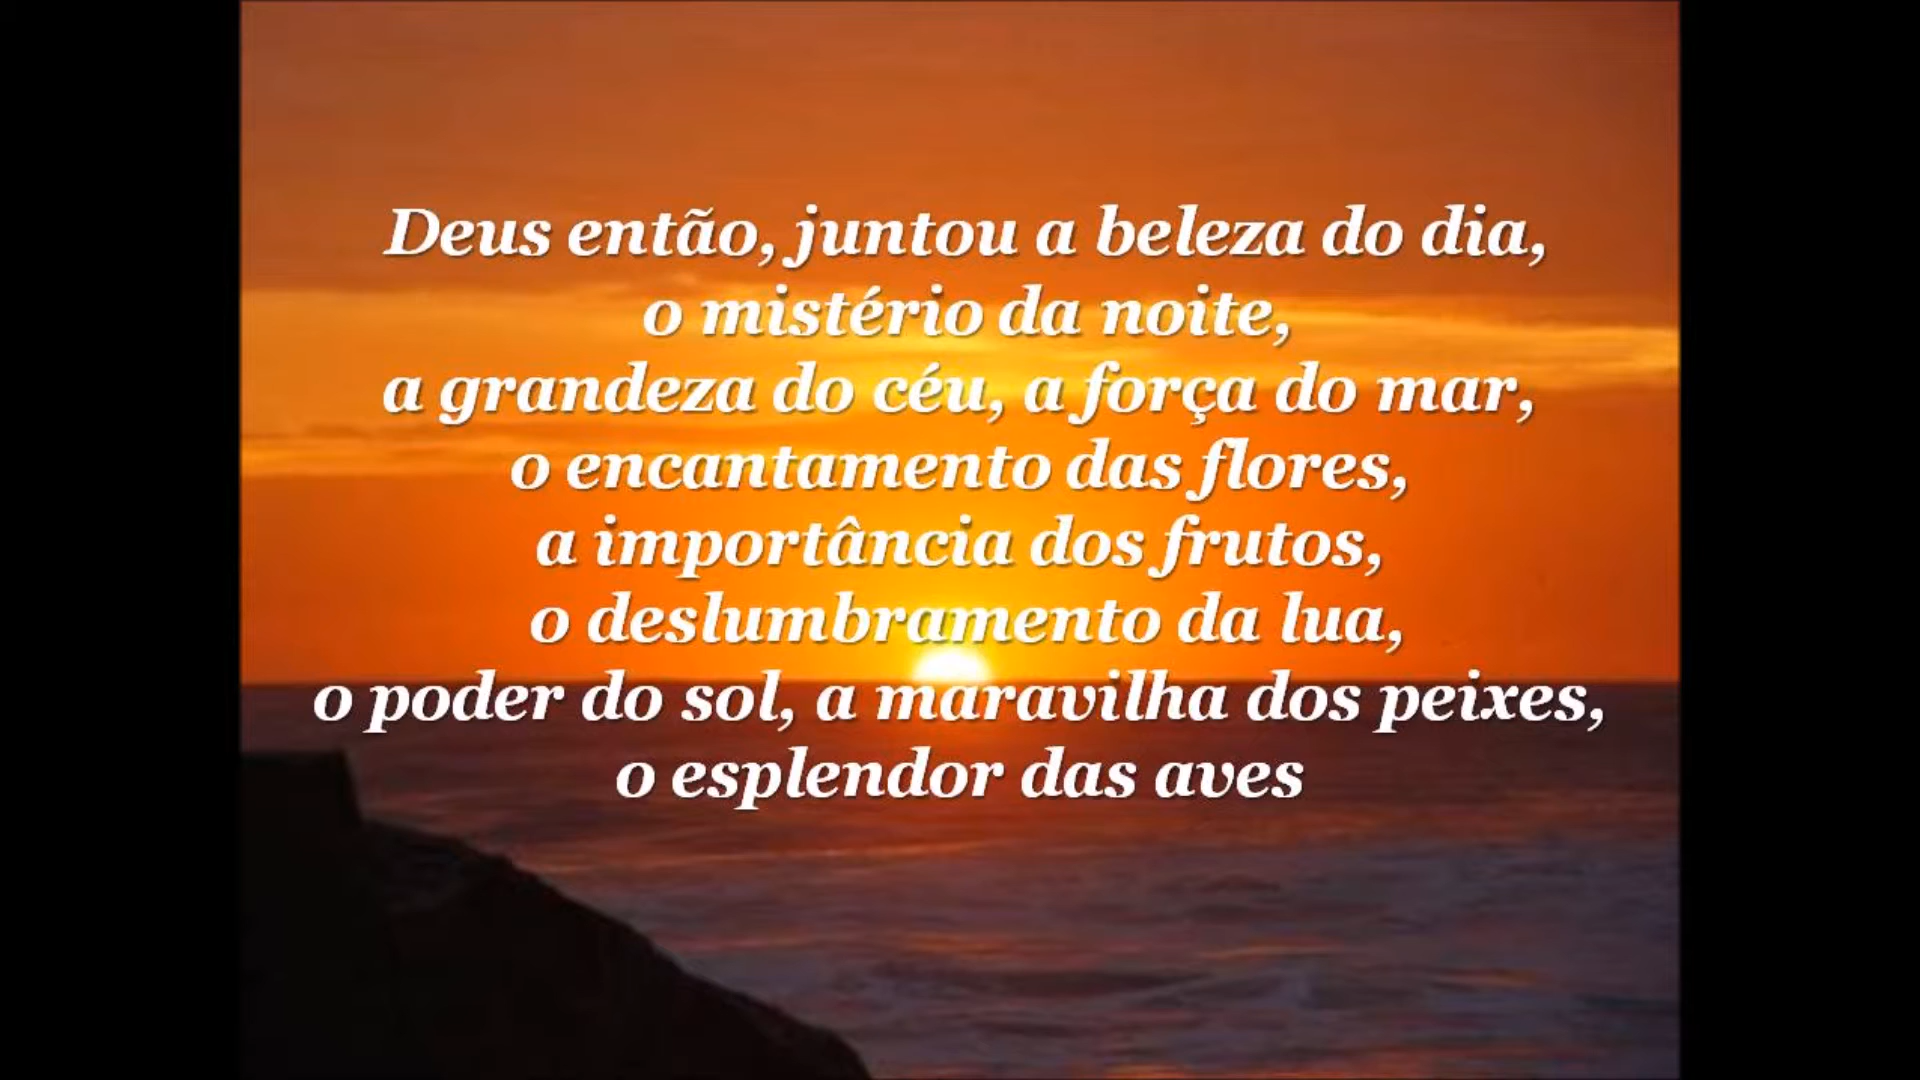 Deus então, juntou a beleza do dia,
o mistério da noite,
a grandeza do céu, a força do mar,
o encantamento das flores,
a importância dos frutos,
o deslumbramento da lua,
o poder do sol, a maravilha dos peixes,
o esplendor das aves